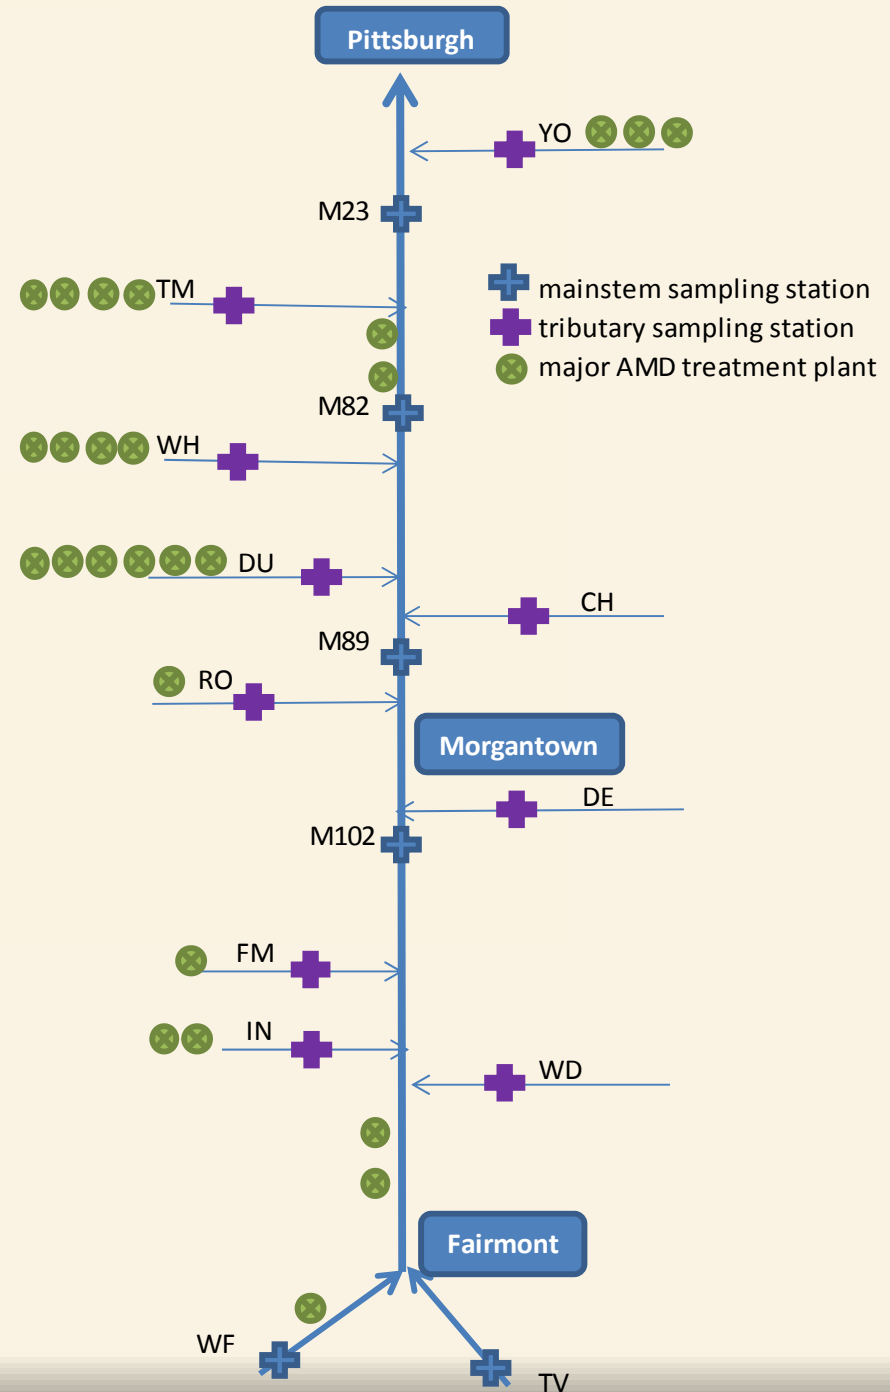 Pittsburgh
YO
M23
TM
mainstem sampling station
tributary sampling station
major AMD treatment plant
M82
WH
DU
CH
M89
RO
Morgantown
DE
M102
FM
IN
WD
Fairmont
WF
TV